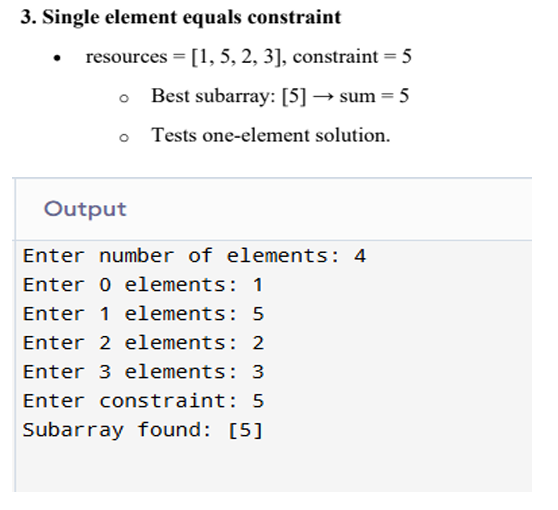 3. Single element equals constraint
• resources = [1, 5, 2, 3], constraint = 5
o Best subarray: [5] → sum = 5
o Tests one-element solution.
Output
Enter number of elements: 4
Enter 0 elements: 1
Enter 1 elements: 5
Enter 2 elements: 2
Enter 3 elements: 3
Enter constraint: 5
Subarray found: [5]